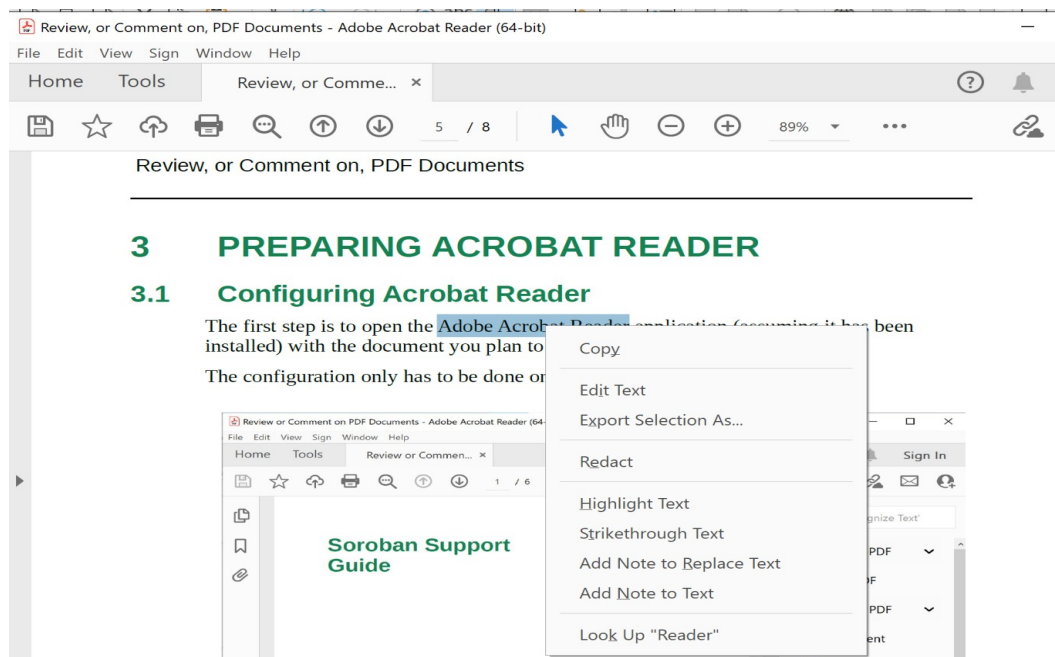 Review, or Comment on, PDF Documents - Adobe Acrobat Reader (64-bit)
File Edit View Sign Window Help
Home Tools Review, or Comme... ×
5 / 8 89%
Review, or Comment on, PDF Documents
3 PREPARING ACROBAT READER
3.1 Configuring Acrobat Reader
The first step is to open the Adobe Acrobat Reader application (assuming it has been
installed) with the document you plan to
The configuration only has to be done
Copy
Edit Text
Export Selection As...
Redact
Highlight Text
Strikethrough Text
Add Note to Replace Text
Add Note to Text
Look Up "Reader"
Review or Comment on PDF Documents - Adobe Acrobat Reader (64-
File Edit View Sign Window Help
Home Tools Review or Commen... × Sign In
1 / 6
gnize Text'
Soroban Support
Guide
PDF
PDF